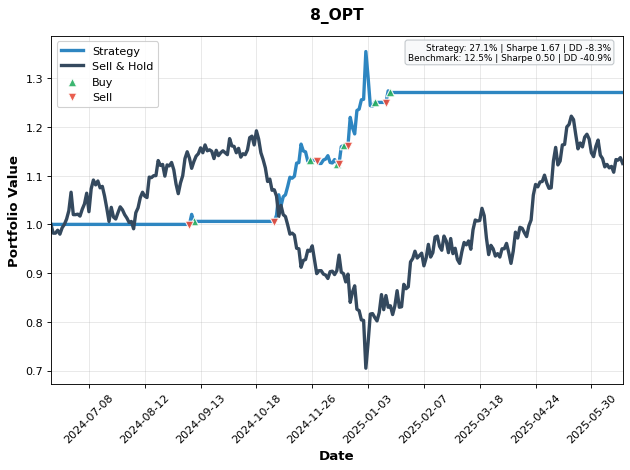 8_OPT
Strategy
Sell & Hold
Buy
Sell
Strategy: 27.1% | Sharpe 1.67 | DD -8.3%
Benchmark: 12.5% | Sharpe 0.50 | DD -40.9%
Portfolio Value
1.3
1.2
1.1
1.0
0.9
0.8
0.7
2024-07-08
2024-08-12
2024-09-13
2024-10-18
2024-11-26
2025-01-03
2025-02-07
2025-03-18
2025-04-24
2025-05-30
Date